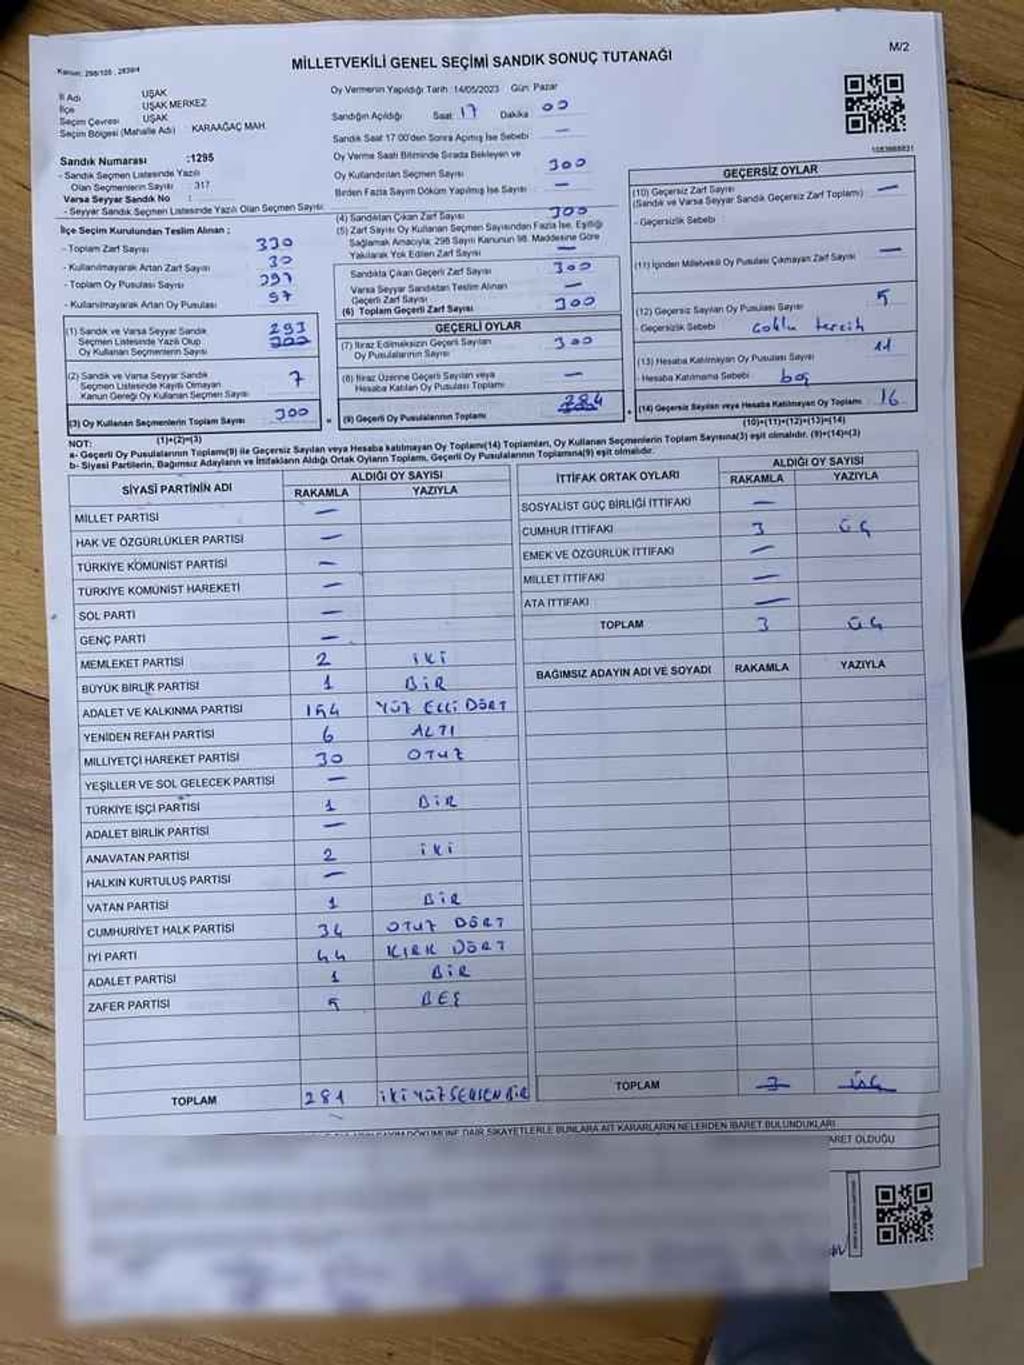 Kanun: 298/105 , 2839/4
MİLLETVEKİLİ GENEL SEÇİMİ SANDIK SONUÇ TUTANAĞI
M/2
İl Adı UŞAK
İlçe UŞAK MERKEZ
Seçim Çevresi UŞAK
Seçim Bölgesi (Mahalle Adı) : KARAAĞAÇ MAH.
Sandık Numarası :1295
- Sandık Seçmen Listesinde Yazılı
Olan Seçmenlerin Sayısı : 317
Varsa Seyyar Sandık No :
- Seyyar Sandık Seçmen Listesinde Yazılı Olan Seçmen Sayısı:
İlçe Seçim Kurulundan Teslim Alınan :
- Toplam Zarf Sayısı 330
- Kullanılmayarak Artan Zarf Sayısı 30
- Toplam Oy Pusulası Sayısı
- Kullanılmayarak Artan Oy Pusulası
(1) Sandık ve Varsa Seyyar Sandık 293
Seçmen Listesinde Yazılı Olup
Oy Kullanan Seçmenlerin Sayısı
(2) Sandık ve Varsa Seyyar Sandık 7
Seçmen Listesinde Kayıtlı Olmayan
Kanun Gereği Oy Kullanan Seçmen Sayısı
(3) Oy Kullanan Seçmenlerin Toplam Sayısı 300
Oy Vermenin Yapıldığı Tarih :14/05/2023 Gün: Pazar
Sandığın Açıldığı Saat: 17 Dakika 00
Sandık Saat 17:00'den Sonra Açılmış İse Sebebi : —
Oy Verme Saati Bitiminde Sırada Bekleyen ve
Oy Kullandırılan Seçmen Sayısı 300
Birden Fazla Sayım Döküm Yapılmış İse Sayısı —
(4) Sandıktan Çıkan Zarf Sayısı 300
(5) Zarf Sayısı Oy Kullanan Seçmen Sayısından Fazla İse, Eşitliği
Sağlamak Amacıyla; 298 Sayılı Kanunun 98. Maddesine Göre
Yakılarak Yok Edilen Zarf Sayısı —
Sandıkta Çıkan Geçerli Zarf Sayısı 300
Varsa Seyyar Sandıktan Teslim Alınan —
Geçerli Zarf Sayısı
(6) Toplam Geçerli Zarf Sayısı 300
GEÇERLİ OYLAR
(7) İtiraz Edilmeksizin Geçerli Sayılan 300
Oy Pusulalarının Sayısı
(8) İtiraz Üzerine Geçerli Sayılan veya —
Hesaba Katılan Oy Pusulası Toplamı
= (9) Geçerli Oy Pusulalarının Toplamı 284
1083868831
GEÇERSİZ OYLAR
(10) Geçersiz Zarf Sayısı —
(Sandık ve Varsa Seyyar Sandık Geçersiz Zarf Toplamı)
- Geçersizlik Sebebi :
(11) İçinden Milletvekil Oy Pusulası Çıkmayan Zarf Sayısı —
(12) Geçersiz Sayılan Oy Pusulası Sayısı 5
- Geçersizlik Sebebi : Çoklu tercih
(13) Hesaba Katılmayan Oy Pusulası Sayısı 11
- Hesaba Katılmama Sebebi : boş
+ (14) Geçersiz Sayılan veya Hesaba Katılmayan Oy Toplamı 16
NOT: (1)+(2)=(3) (10)+(11)+(12)+(13)=(14)
a- Geçerli Oy Pusulalarının Toplamı(9) ile Geçersiz Sayılan veya Hesaba katılmayan Oy Toplamı(14) Toplamları, Oy Kullanan Seçmenlerin Toplam Sayısına(3) eşit olmalıdır. (9)+(14)=(3)
b- Siyasi Partilerin, Bağımsız Adayların ve İttifakların Aldığı Ortak Oyların Toplamı, Geçerli Oy Pusulalarının Toplamına(9) eşit olmalıdır.
SİYASİ PARTİNİN ADI ALDIĞI OY SAYISI
RAKAMLA YAZIYLA
MİLLET PARTİSİ —
HAK VE ÖZGÜRLÜKLER PARTİSİ —
TÜRKİYE KOMÜNİST PARTİSİ —
TÜRKİYE KOMÜNİST HAREKETİ —
SOL PARTİ —
GENÇ PARTİ —
MEMLEKET PARTİSİ 2 İKİ
BÜYÜK BİRLİK PARTİSİ 1 BİR
ADALET VE KALKINMA PARTİSİ 154 YÜZ ELLİ DÖRT
YENİDEN REFAH PARTİSİ 6 ALTI
MİLLİYETÇİ HAREKET PARTİSİ 30 OTUZ
YEŞİLLER VE SOL GELECEK PARTİSİ —
TÜRKİYE İŞÇİ PARTİSİ 1 BİR
ADALET BİRLİK PARTİSİ —
ANAVATAN PARTİSİ 2 İKİ
HALKIN KURTULUŞ PARTİSİ —
VATAN PARTİSİ 1 BİR
CUMHURİYET HALK PARTİSİ 34 OTUZ DÖRT
İYİ PARTİ 44 KIRK DÖRT
ADALET PARTİSİ 1 BİR
ZAFER PARTİSİ 5 BEŞ
TOPLAM 281 İKİ YÜZ SEKSEN BİR
İTTİFAK ORTAK OYLARI ALDIĞI OY SAYISI
RAKAMLA YAZIYLA
SOSYALİST GÜÇ BİRLİĞİ İTTİFAKI —
CUMHUR İTTİFAKI 3 ÜÇ
EMEK VE ÖZGÜRLÜK İTTİFAKI —
MİLLET İTTİFAKI —
ATA İTTİFAKI —
TOPLAM 3 ÜÇ
BAĞIMSIZ ADAYIN ADI VE SOYADI RAKAMLA YAZIYLA
TOPLAM 3 ÜÇ
DÖKÜMÜNE DAİR ŞİKAYETLERLE BUNLARA AİT KARARLARIN NELERDEN İBARET BULUNDUKLARI
ARET OLDUĞU